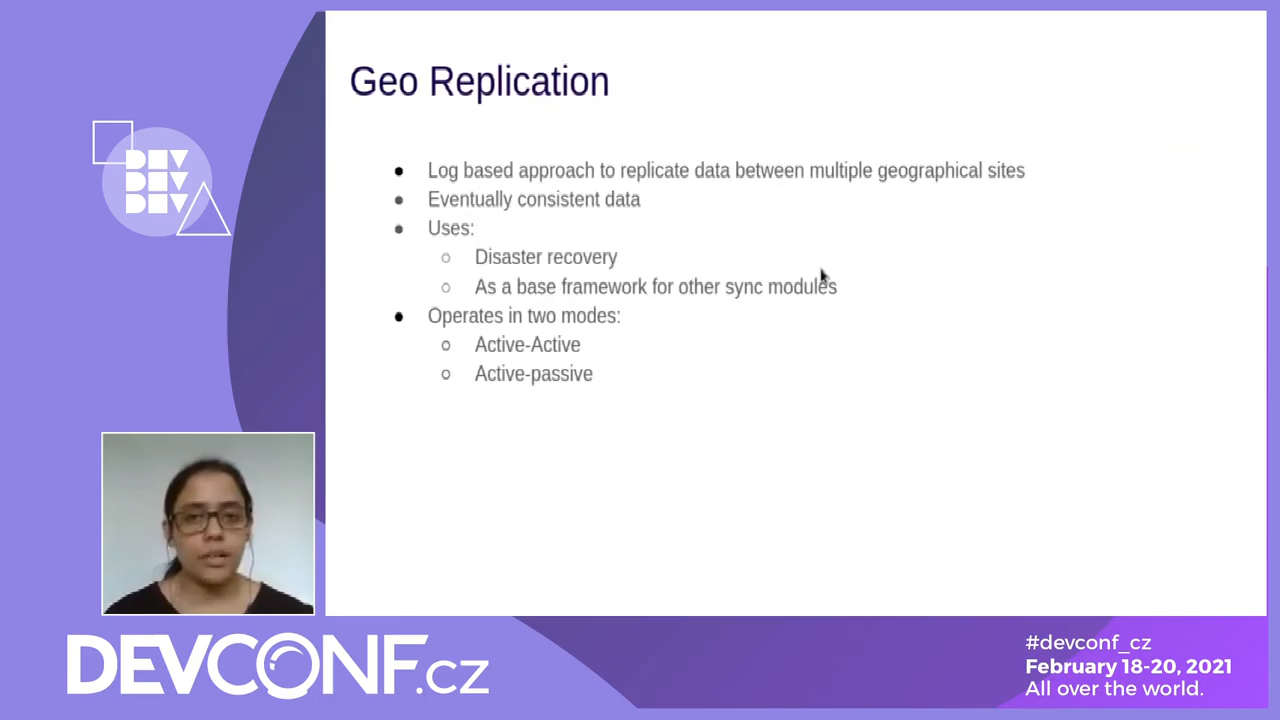 Geo Replication
Log based approach to replicate data between multiple geographical sites
Eventually consistent data
Uses:
Disaster recovery
As a base framework for other sync modules
Operates in two modes:
Active-Active
Active-passive
DEV
DEV
DEV
DEVCONF.cz
#devconf_cz
February 18-20, 2021
All over the world.